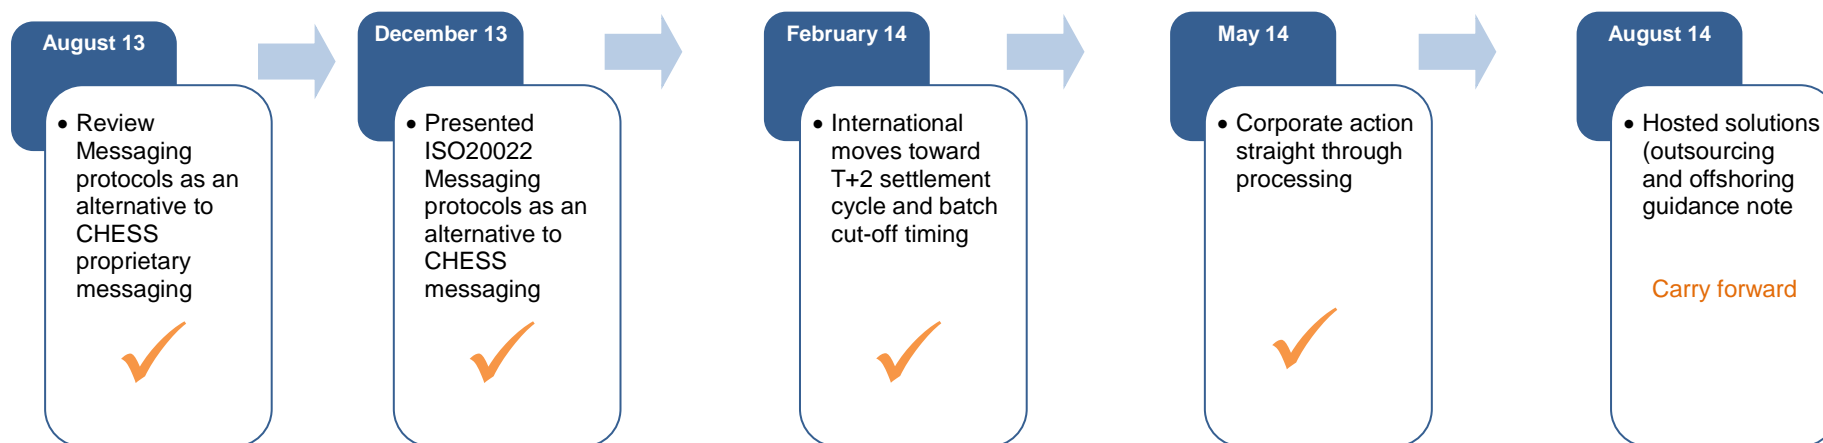 August 13
• Review
Messaging
protocols as an
alternative to
CHESS
proprietary
messaging
December 13
• Presented
ISO20022
Messaging
protocols as an
alternative to
CHESS
messaging
February 14
• International
moves toward
T+2 settlement
cycle and batch
cut-off timing
May 14
• Corporate action
straight through
processing
August 14
• Hosted solutions
(outsourcing
and offshoring
guidance note
Carry forward